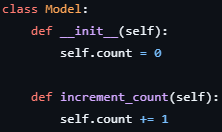 class Model:
    def __init__(self):
        self.count = 0

    def increment_count(self):
        self.count += 1